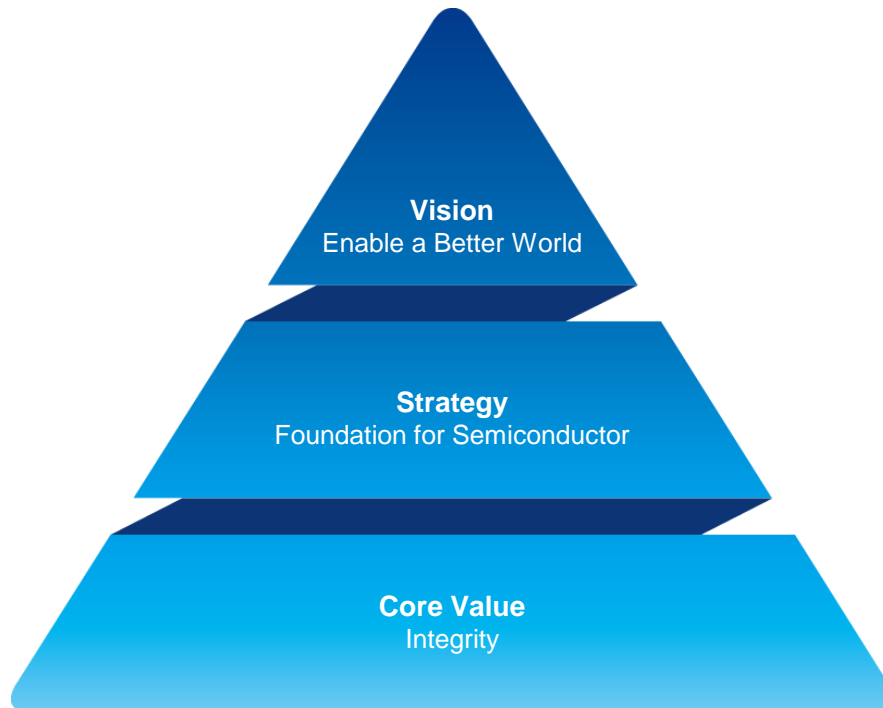 Vision
Enable a Better World
Strategy
Foundation for Semiconductor
Core Value
Integrity